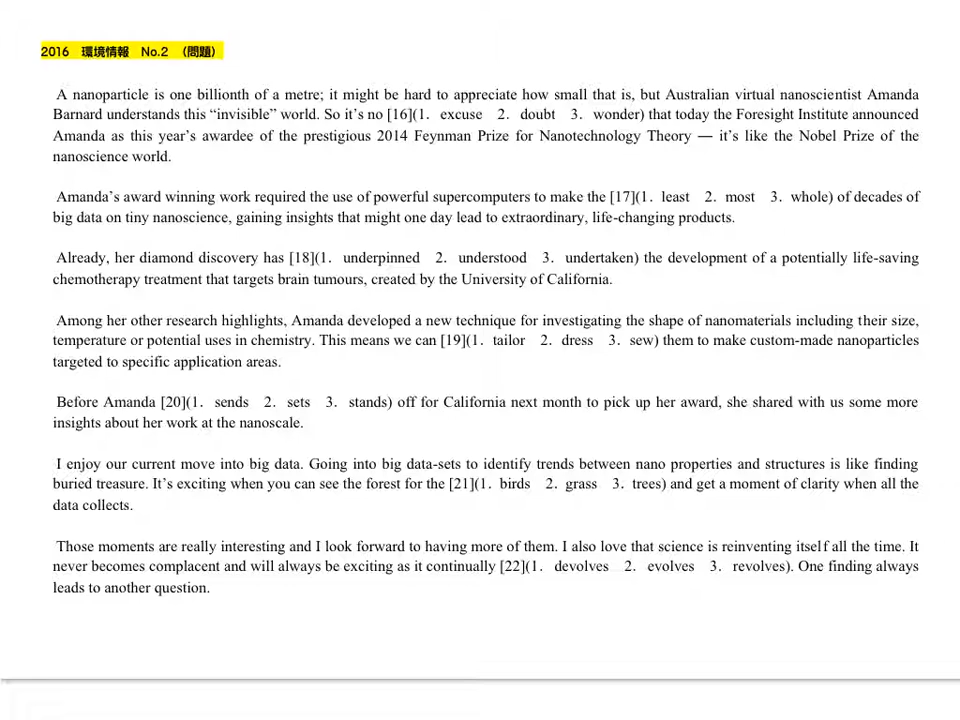 2016 環境情報 No.2 （問題）
A nanoparticle is one billionth of a metre; it might be hard to appreciate how small that is, but Australian virtual nanoscientist Amanda
Barnard understands this “invisible” world. So it’s no [16](1. excuse 2. doubt 3. wonder) that today the Foresight Institute announced
Amanda as this year’s awardee of the prestigious 2014 Feynman Prize for Nanotechnology Theory — it’s like the Nobel Prize of the
nanoscience world.
Amanda’s award winning work required the use of powerful supercomputers to make the [17](1. least 2. most 3. whole) of decades of
big data on tiny nanoscience, gaining insights that might one day lead to extraordinary, life-changing products.
Already, her diamond discovery has [18](1. underpinned 2. understood 3. undertaken) the development of a potentially life-saving
chemotherapy treatment that targets brain tumours, created by the University of California.
Among her other research highlights, Amanda developed a new technique for investigating the shape of nanomaterials including their size,
temperature or potential uses in chemistry. This means we can [19](1. tailor 2. dress 3. sew) them to make custom-made nanoparticles
targeted to specific application areas.
Before Amanda [20](1. sends 2. sets 3. stands) off for California next month to pick up her award, she shared with us some more
insights about her work at the nanoscale.
I enjoy our current move into big data. Going into big data-sets to identify trends between nano properties and structures is like finding
buried treasure. It’s exciting when you can see the forest for the [21](1. birds 2. grass 3. trees) and get a moment of clarity when all the
data collects.
Those moments are really interesting and I look forward to having more of them. I also love that science is reinventing itself all the time. It
never becomes complacent and will always be exciting as it continually [22](1. devolves 2. evolves 3. revolves). One finding always
leads to another question.